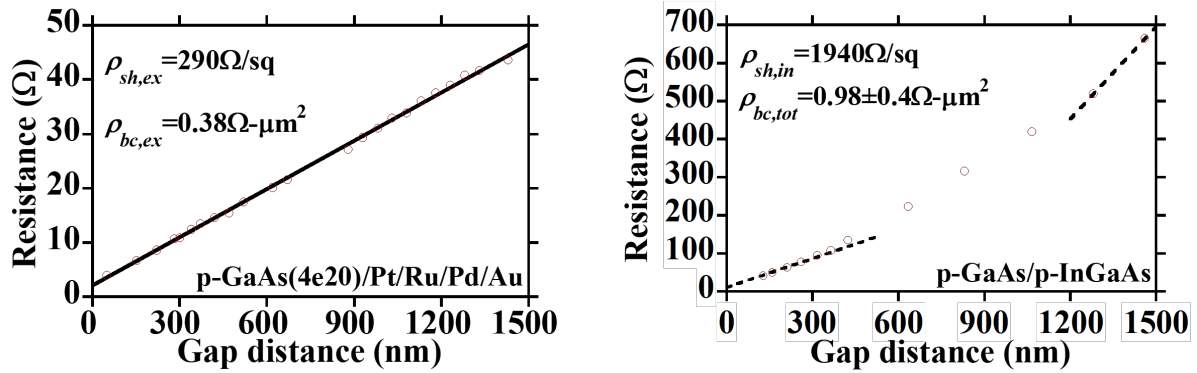 50
40
30
20
10
0
Resistance (Ω)
ρsh,ex=290Ω/sq
ρbc,ex=0.38Ω-μm²
p-GaAs(4e20)/Pt/Ru/Pd/Au
0 300 600 900 1200 1500
Gap distance (nm)
700
600
500
400
300
200
100
0
Resistance (Ω)
ρsh,in=1940Ω/sq
ρbc,tot=0.98±0.4Ω-μm²
p-GaAs/p-InGaAs
0 300 600 900 1200 1500
Gap distance (nm)